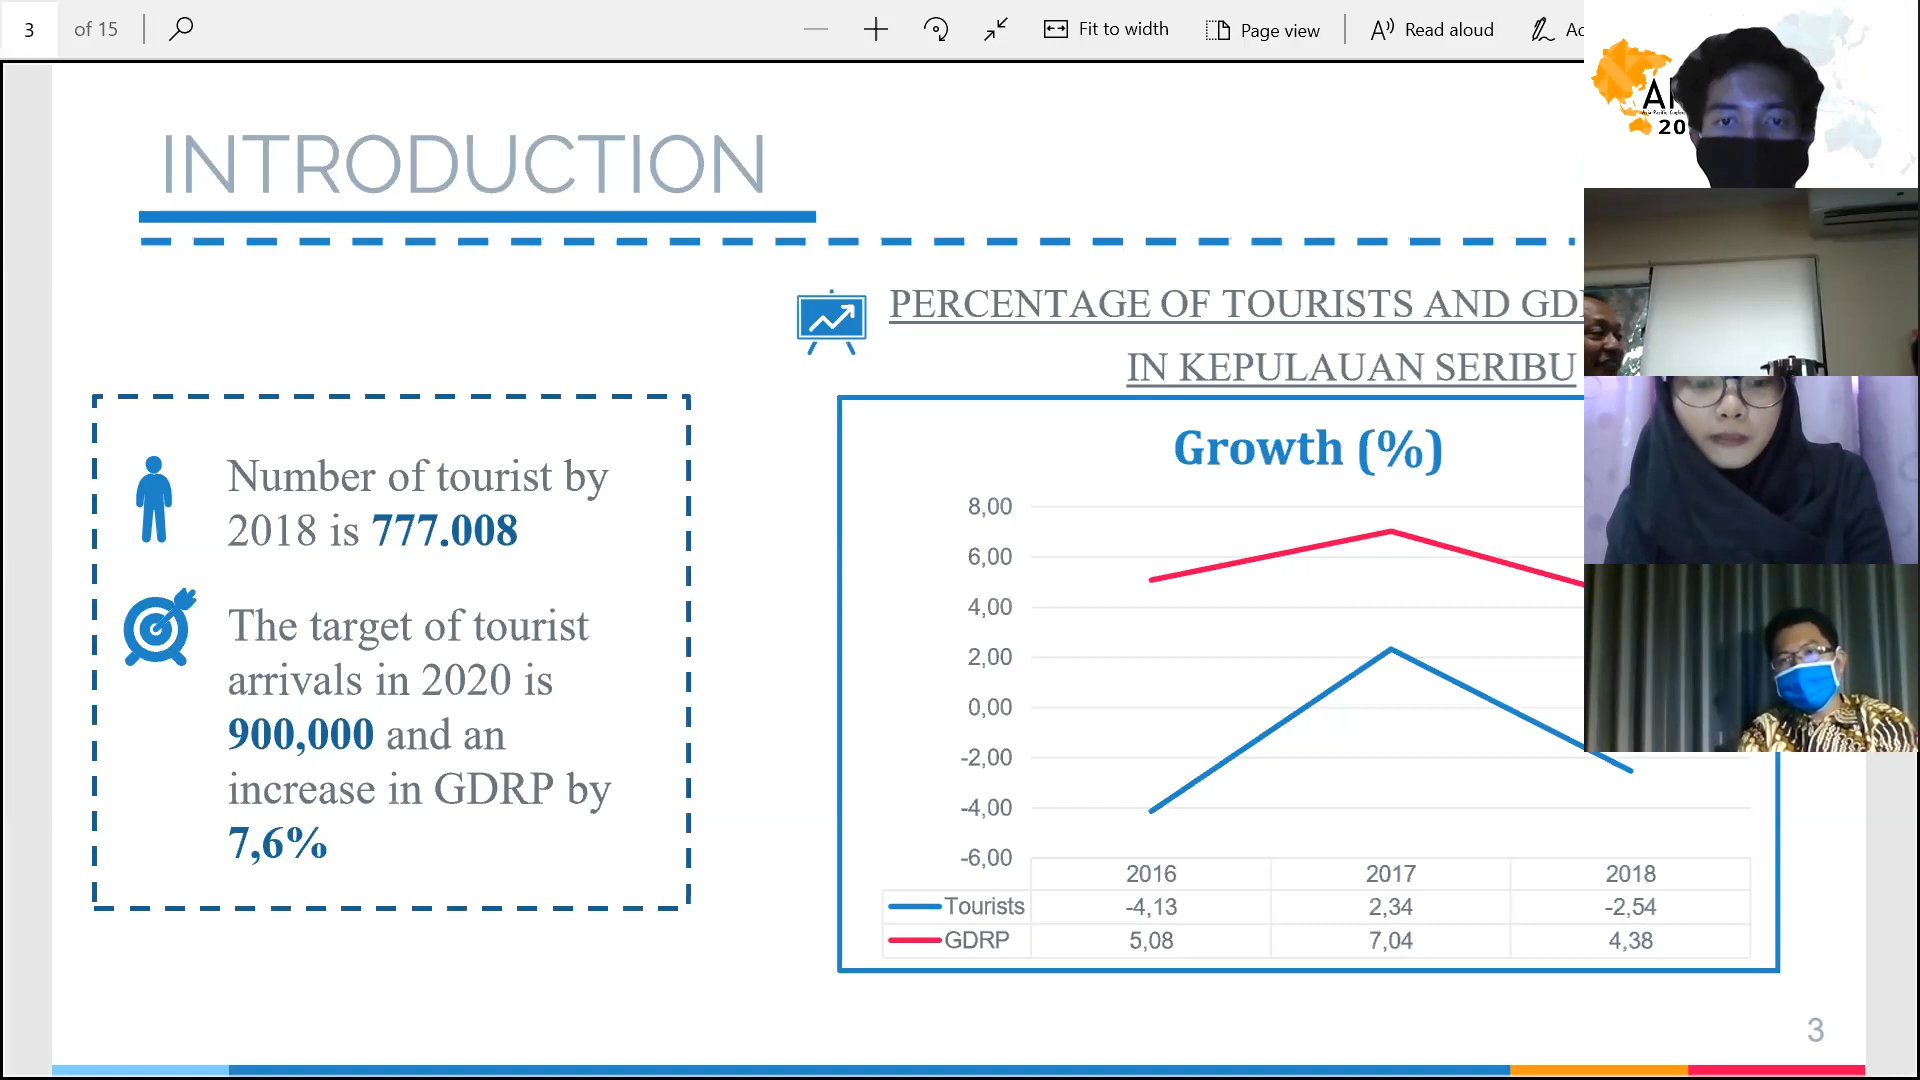 3 of 15
Fit to width
Page view
Read aloud
INTRODUCTION
PERCENTAGE OF TOURISTS AND
IN KEPULAUAN SERIBU
Number of tourist by
2018 is 777.008
The target of tourist
arrivals in 2020 is
900,000 and an
increase in GDRP by
7,6%
Growth (%)
8,00
6,00
4,00
2,00
0,00
-2,00
-4,00
-6,00
2016 2017 2018
Tourists -4,13 2,34 -2,54
GDRP 5,08 7,04 4,38
3
20